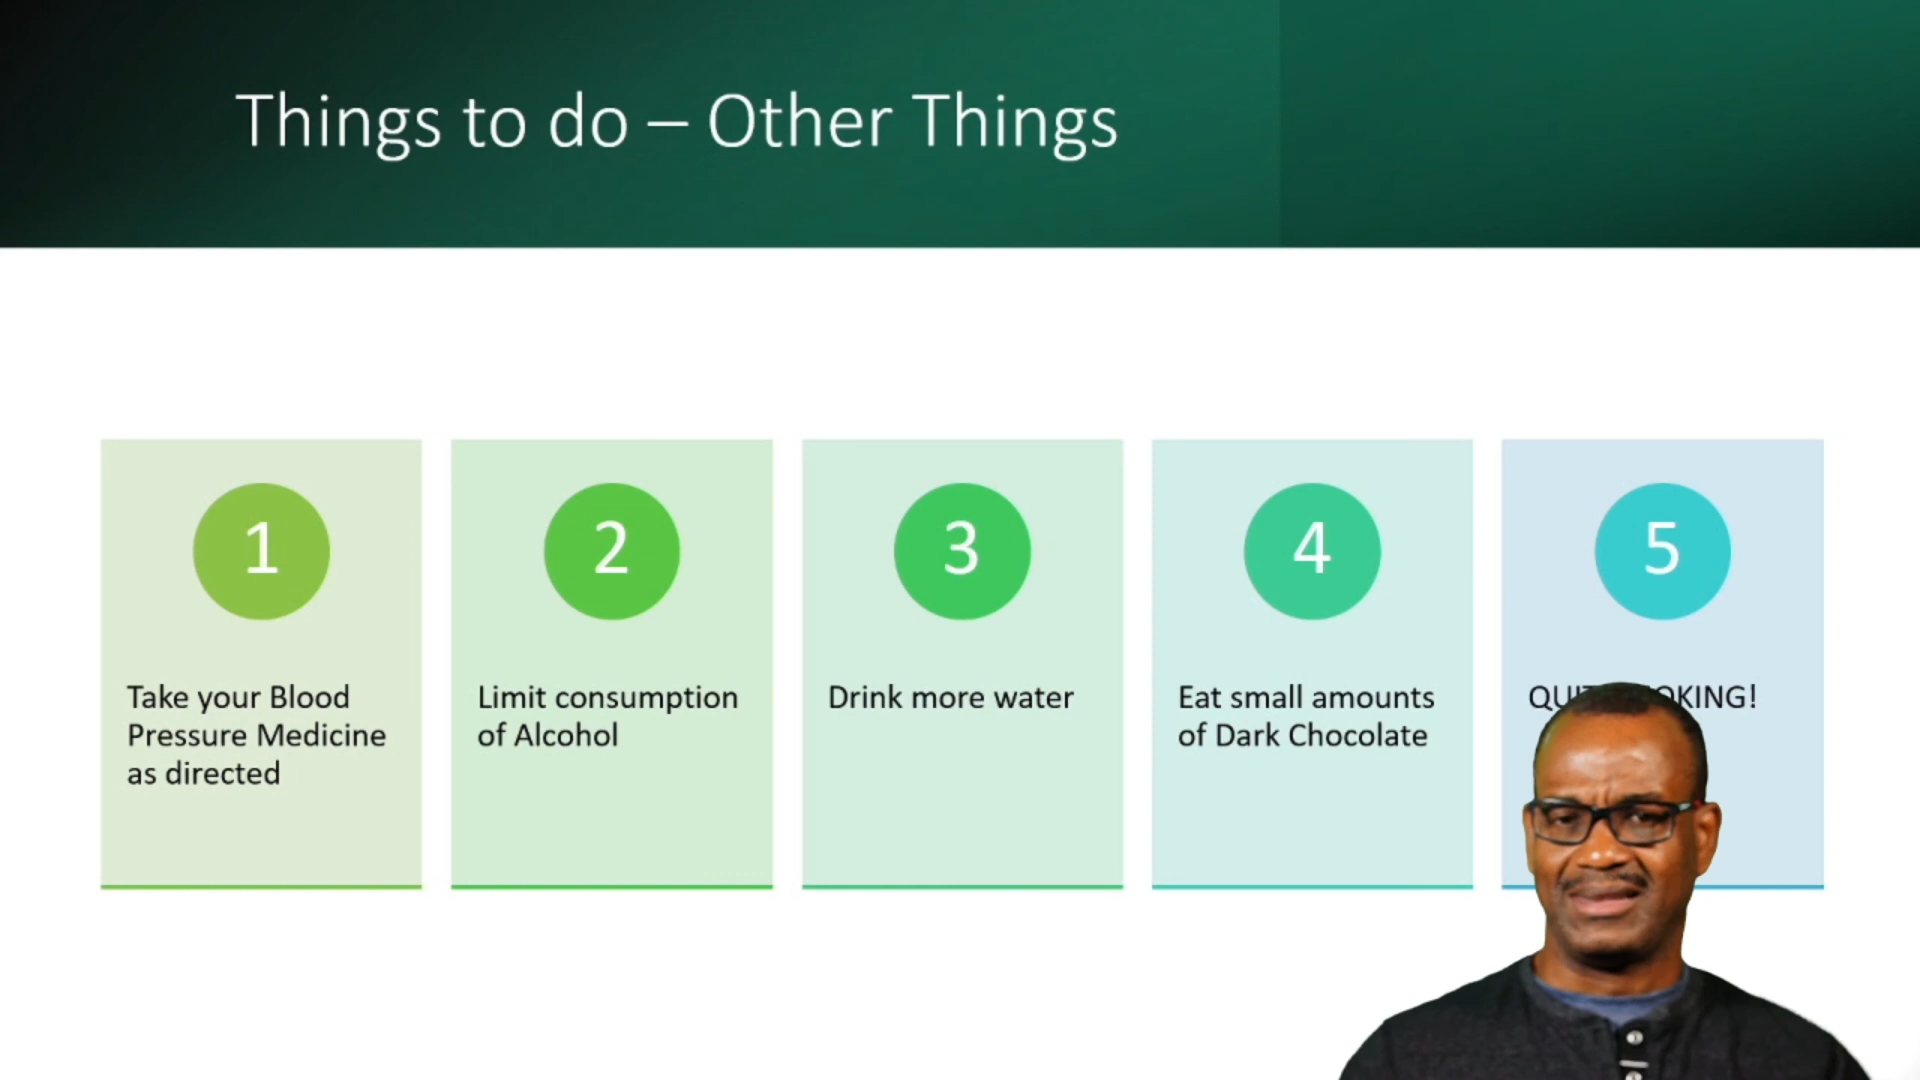 Things to do – Other Things
1
Take your Blood
Pressure Medicine
as directed
2
Limit consumption
of Alcohol
3
Drink more water
4
Eat small amounts
of Dark Chocolate
5